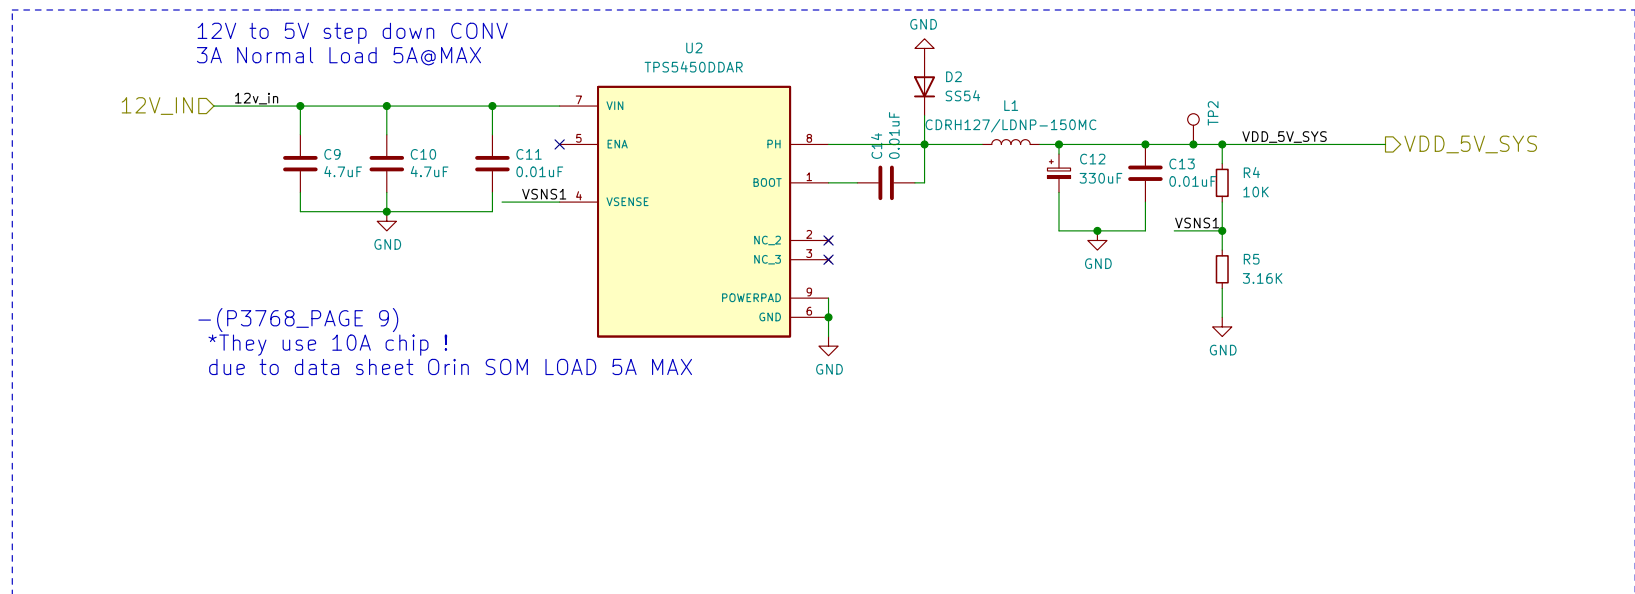 12V to 5V step down CONV
3A Normal Load 5A@MAX
U2
TPS5450DDAR
GND
D2
SS54
12V_IN
12v_in
7
VIN
5
ENA
4
VSENSE
VSNS1
C9
4.7uF
C10
4.7uF
C11
0.01uF
GND
PH
8
BOOT
1
NC_2
2
NC_3
3
POWERPAD
9
GND
6
GND
C14
0.01uF
L1
CDRH127/LDNP-150MC
TP2
VDD_5V_SYS
VDD_5V_SYS
+
C12
330uF
C13
0.01uF
GND
R4
10K
VSNS1
R5
3.16K
GND
-(P3768_PAGE 9)
*They use 10A chip !
due to data sheet Orin SOM LOAD 5A MAX